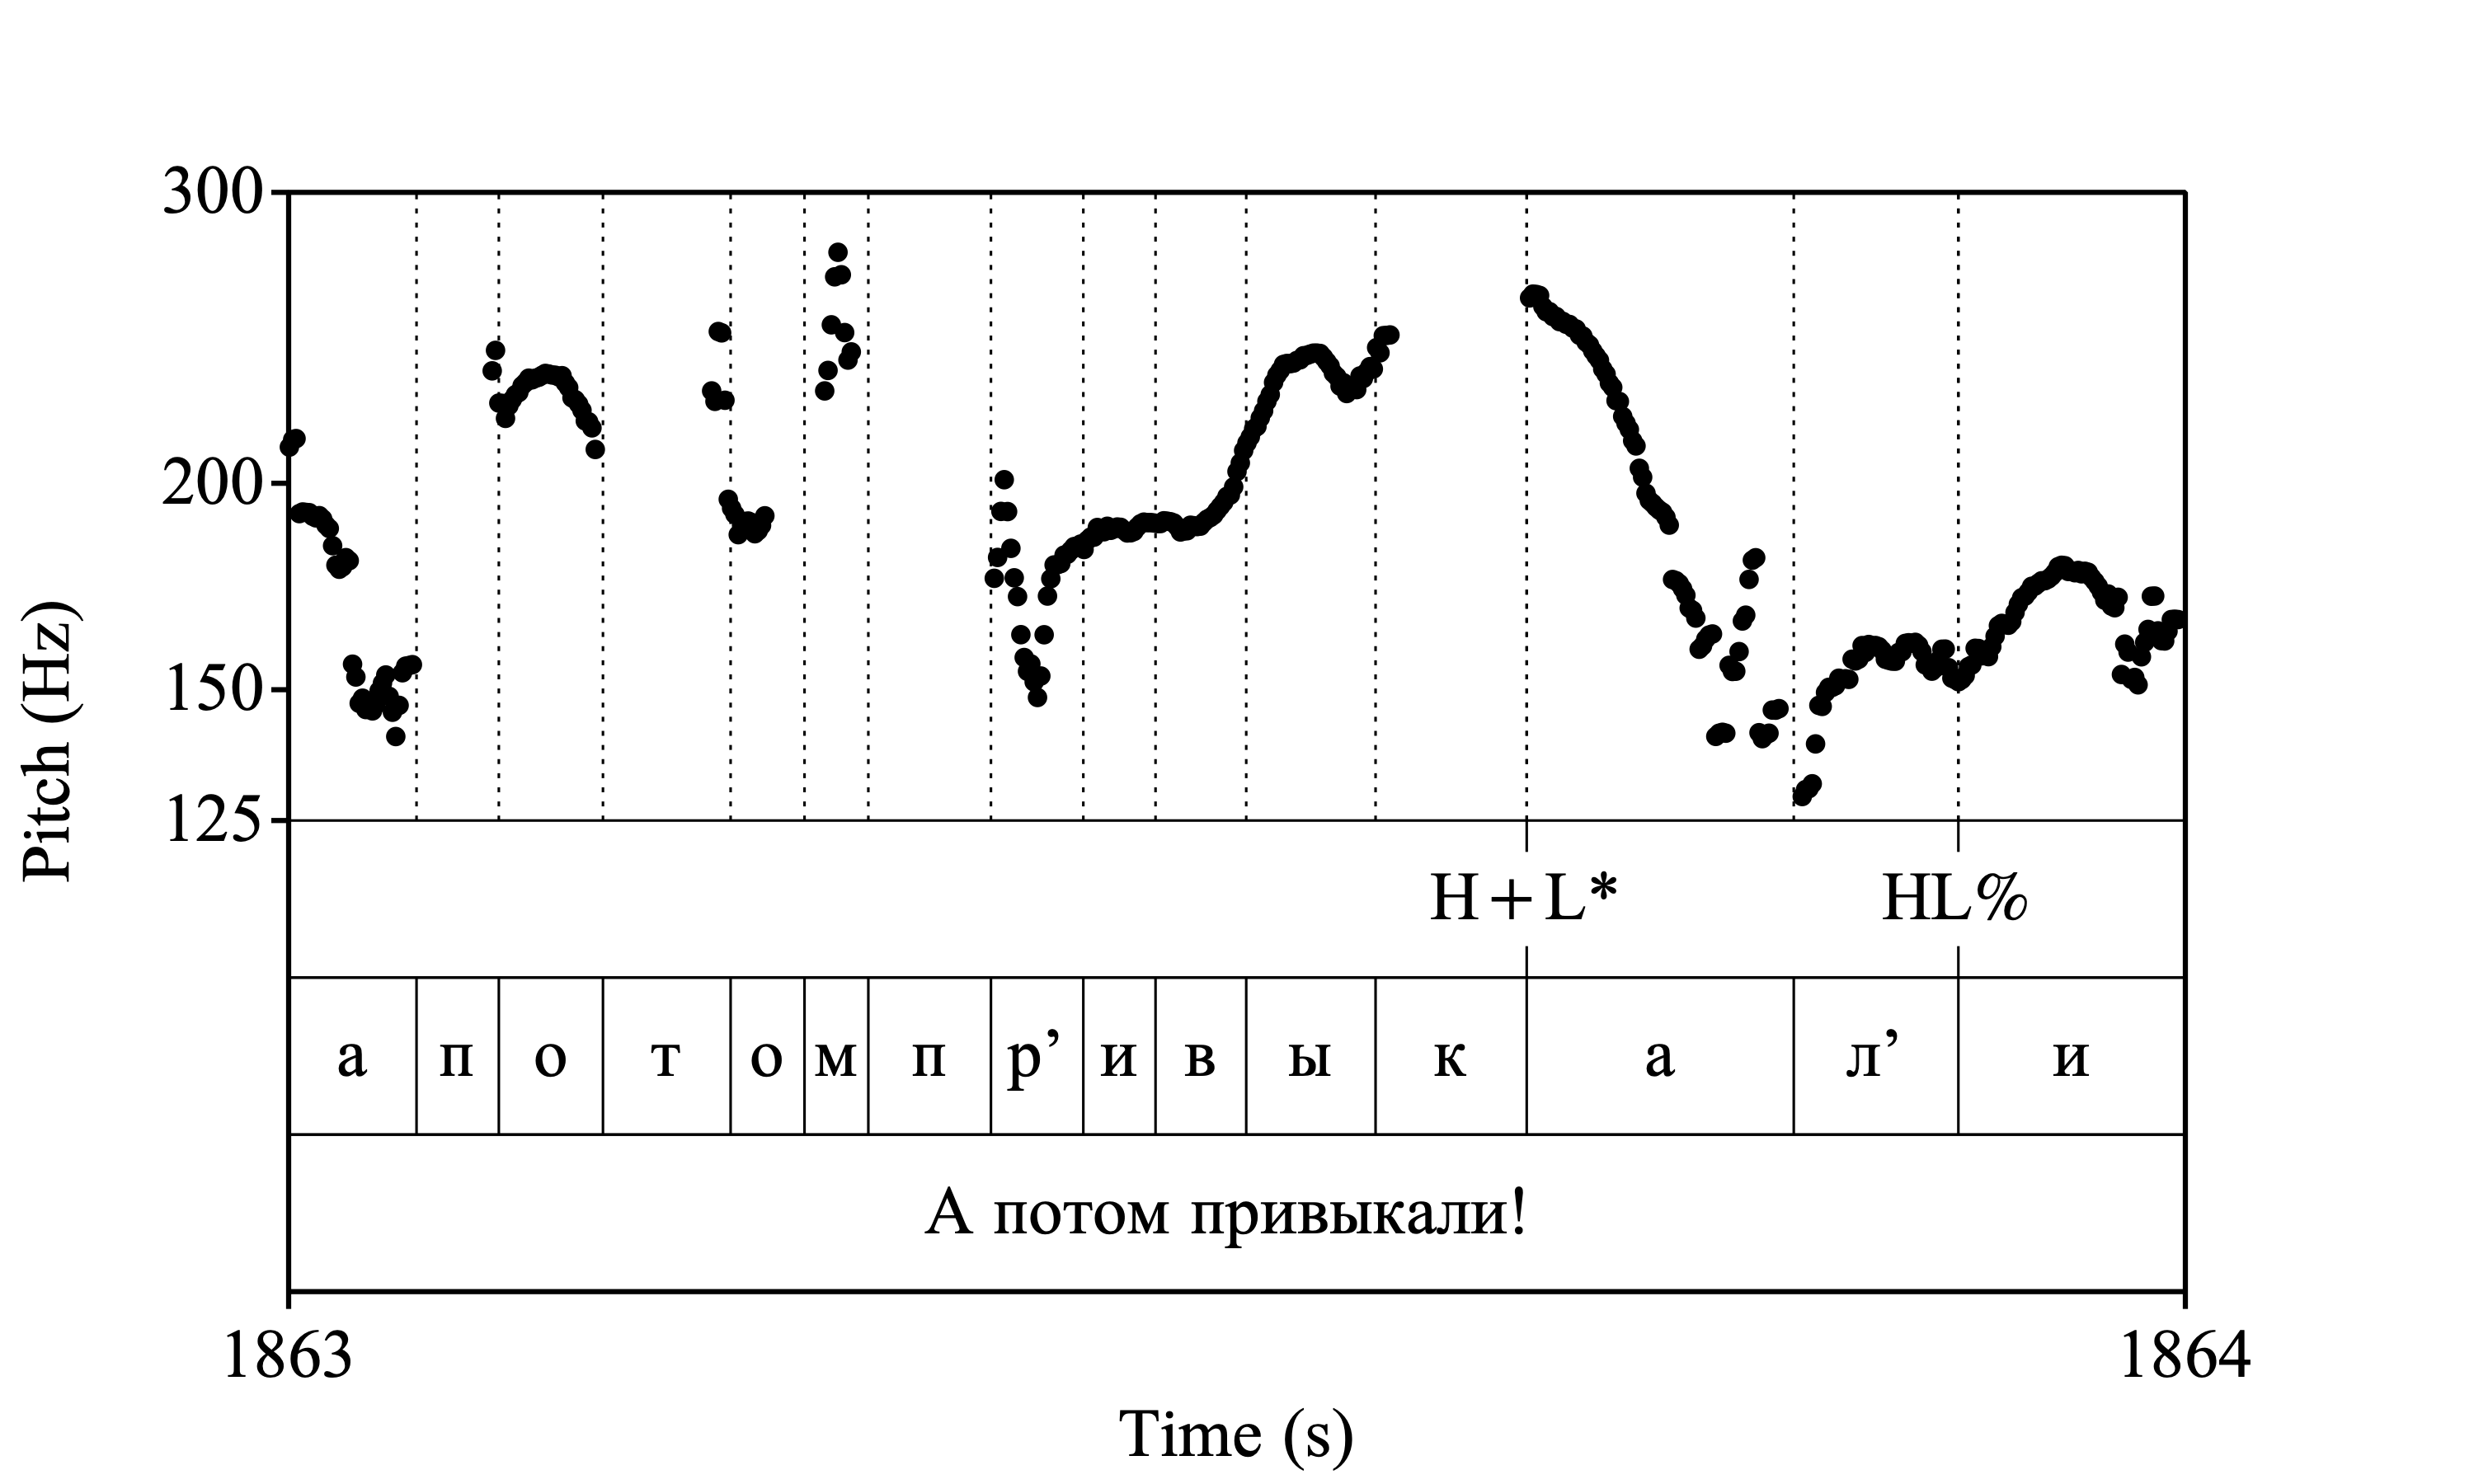 300
200
150
125
Pitch (Hz)
H+L* HL%
а п о т о м п р’ и в ы к а л’ и
А потом привыкали!
1863 1864
Time (s)